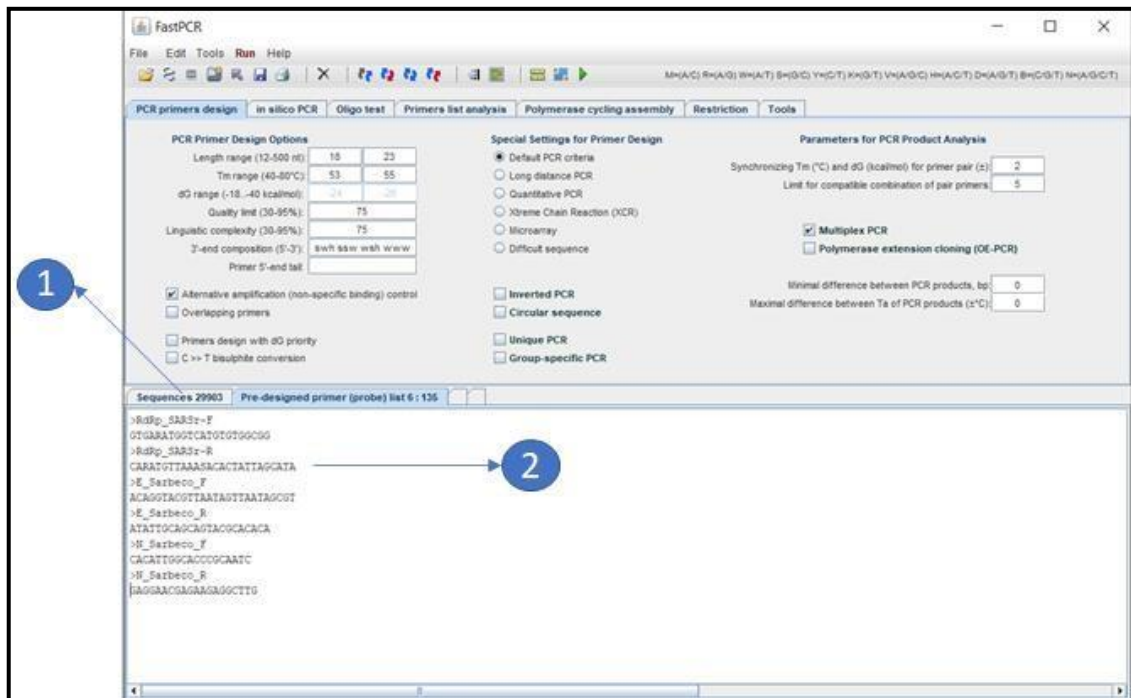 FastPCR
File Edit Tools Run Help
M=(A/C) R=(A/G) W=(A/T) S=(G/C) Y=(C/T) K=(G/T) V=(A/G/C) H=(A/C/T) D=(A/G/T) B=(C/G/T) N=(A/G/C/T)
PCR primers design in silico PCR Oligo test Primers list analysis Polymerase cycling assembly Restriction Tools
PCR Primer Design Options Special Settings for Primer Design Parameters for PCR Product Analysis
Length range (12-500 nt): 18 23 Default PCR criteria
Synchronizing Tm (°C) and dG (kcal/mol) for primer pair (±): 2
Tm range (40-80°C): 53 55 Long distance PCR
Limit for compatible combination of pair primers: 5
dG range (-18..-40 kcal/mol): Quantitative PCR
Quality limit (30-95%): 75 Xtreme Chain Reaction (XCR)
Linguistic complexity (30-95%): 75 Microarray Multiplex PCR
3'-end composition (5'-3'): swh ssw wsh www Difficult sequence Polymerase extension cloning (OE-PCR)
Primer 5'-end tail:
1
Alternative amplification (non-specific binding) control Inverted PCR
Minimal difference between PCR products, bp: 0
Overlapping primers Circular sequence
Maximal difference between Ta of PCR products (±°C): 0
Primers design with dG priority Unique PCR
C >> T bisulphite conversion Group-specific PCR
Sequences 29903 Pre-designed primer (probe) list 6 : 135
>RdRp_SARSr-F
GTGARATGGTCATGTGTGGCGG
>RdRp_SARSr-R
CARATGTTAAASACACTATTAGCATA
2
>E_Sarbeco_F
ACAGGTACGTTAATAGTTAATAGCGT
>E_Sarbeco_R
ATATTGCAGCAGTACGCACACA
>N_Sarbeco_F
CACATTGGCACCCGCAATC
>N_Sarbeco_R
GAGGAACGAGAAGAGGCTTG